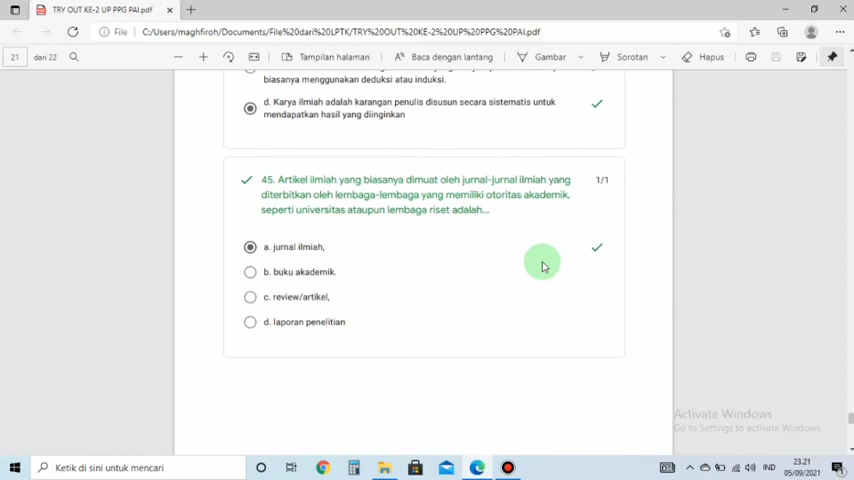 TRY OUT KE-2 UP PPG PAI.pdf
File
C:/Users/maghfiroh/Documents/File%20dari%20LPTK/TRY%20OUT%20KE-2%20UP%20PPG%20PAI.pdf
21 dari 22
Tampilan halaman
Baca dengan lantang
Gambar
Sorotan
Hapus
biasanya menggunakan deduksi atau induksi.
d. Karya ilmiah adalah karangan penulis disusun secara sistematis untuk
mendapatkan hasil yang diinginkan
45. Artikel ilmiah yang biasanya dimuat oleh jurnal-jurnal ilmiah yang 1/1
diterbitkan oleh lembaga-lembaga yang memiliki otoritas akademik,
seperti universitas ataupun lembaga riset adalah...
a. jurnal ilmiah,
b. buku akademik.
c. review/artikel,
d. laporan penelitian
Activate Windows
Go to Settings to activate Windows.
Ketik di sini untuk mencari
IND
23.21
05/09/2021
1